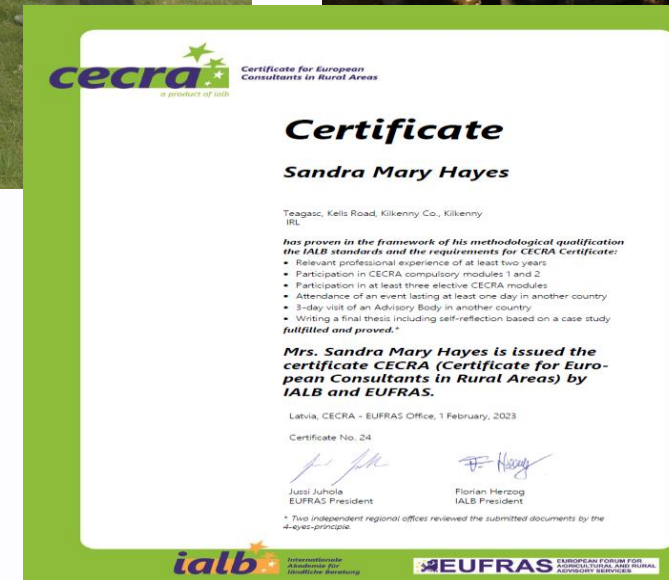 cecra
a product of ialb
Certificate for European
Consultants in Rural Areas
Certificate
Sandra Mary Hayes
Teagasc, Kells Road, Kilkenny Co., Kilkenny
IRL
has proven in the framework of his methodological qualification
the IALB standards and the requirements for CECRA Certificate:
• Relevant professional experience of at least two years
• Participation in CECRA compulsory modules 1 and 2
• Participation in at least three elective CECRA modules
• Attendance of an event lasting at least one day in another country
• 3-day visit of an Advisory Body in another country
• Writing a final thesis including self-reflection based on a case study
fullfilled and proved.*
Mrs. Sandra Mary Hayes is issued the
certificate CECRA (Certificate for Euro-
pean Consultants in Rural Areas) by
IALB and EUFRAS.
Latvia, CECRA - EUFRAS Office, 1 February, 2023
Certificate No. 24
Jussi Juhola
EUFRAS President
Florian Herzog
IALB President
* Two independent regional offices reviewed the submitted documents by the
4-eyes-principle.
ialb
Internationale
Akademie für
ländliche Beratung
EUFRAS
EUROPEAN FORUM FOR
AGRICULTURAL AND RURAL
ADVISORY SERVICES